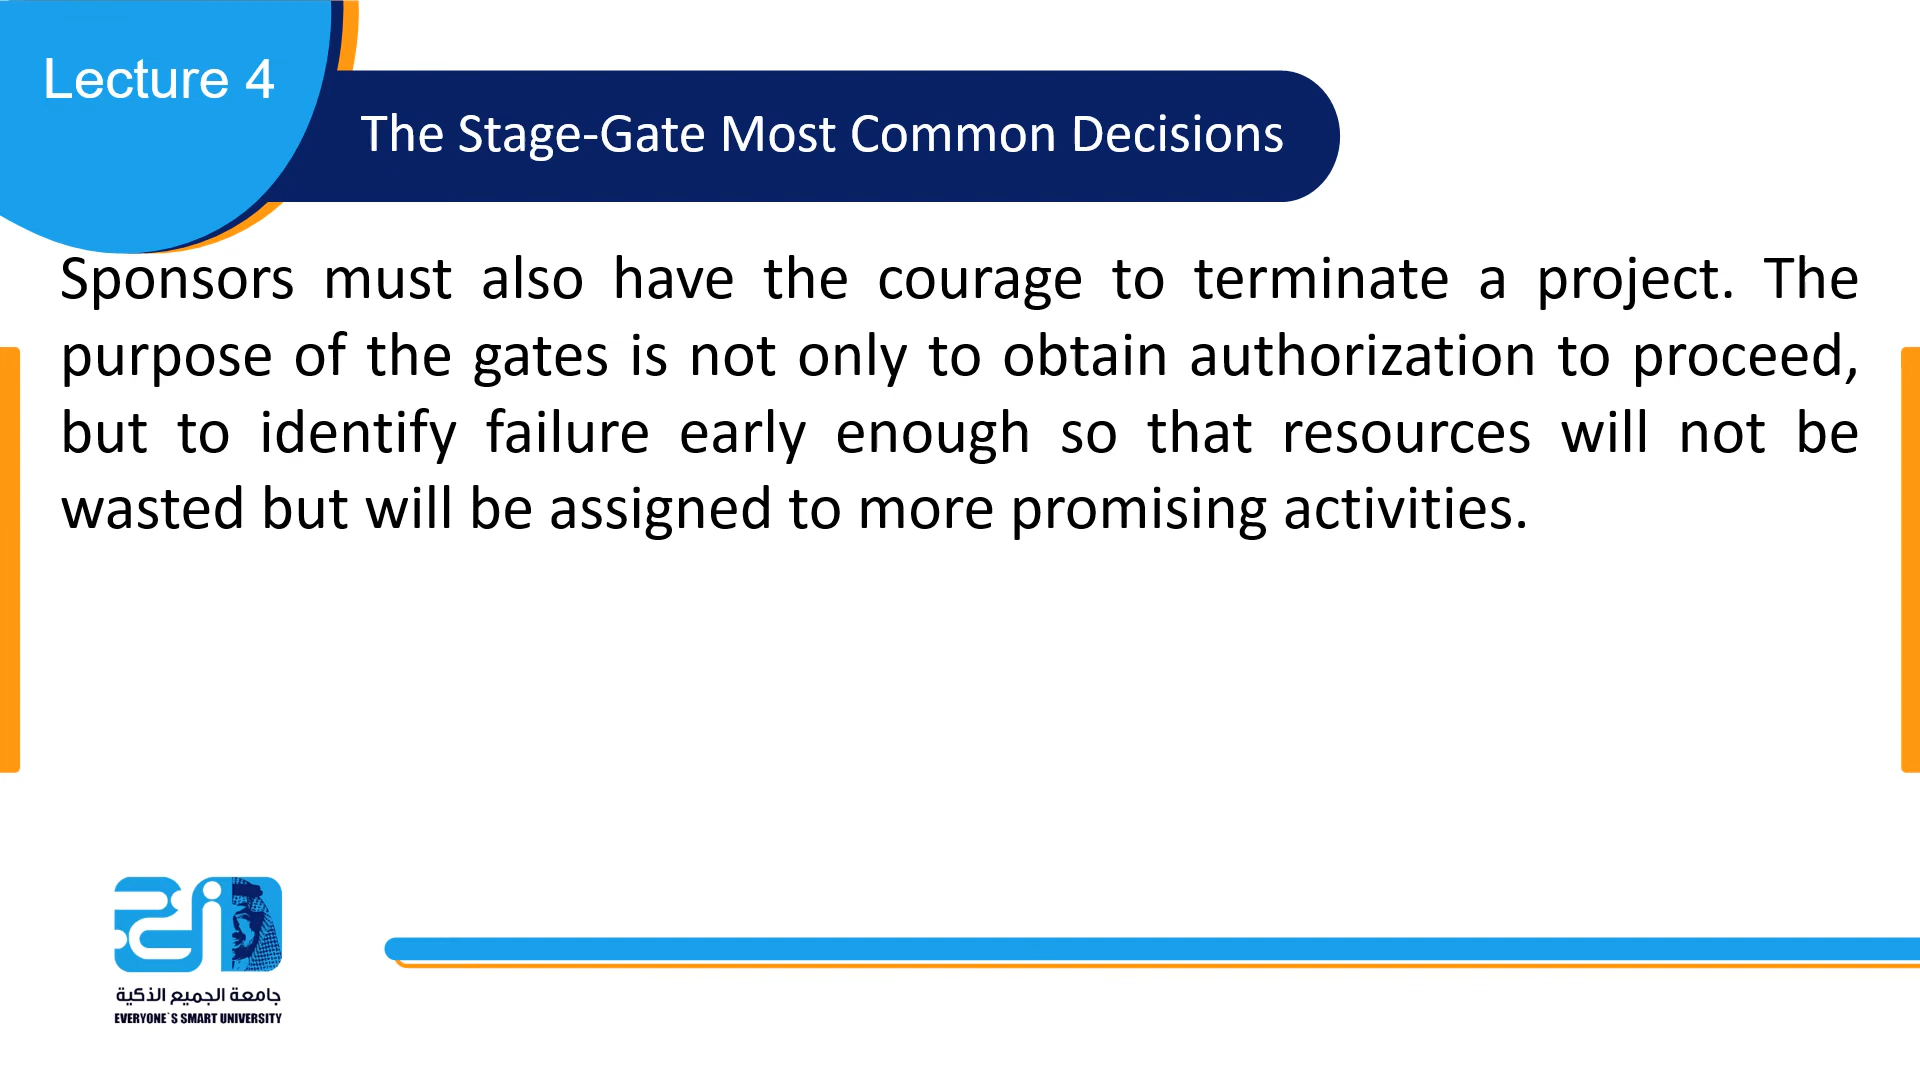 Lecture 4
The Stage-Gate Most Common Decisions
Sponsors must also have the courage to terminate a project. The
purpose of the gates is not only to obtain authorization to proceed,
but to identify failure early enough so that resources will not be
wasted but will be assigned to more promising activities.
جامعة الجميع الذكية
EVERYONE`S SMART UNIVERSITY